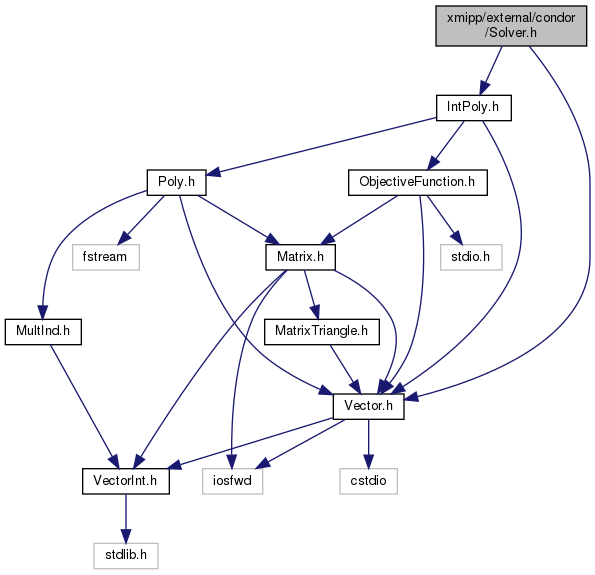 xmipp/external/condor
/Solver.h
IntPoly.h
Poly.h
ObjectiveFunction.h
fstream
Matrix.h
stdio.h
MultInd.h
MatrixTriangle.h
Vector.h
VectorInt.h
iosfwd
cstdio
stdlib.h